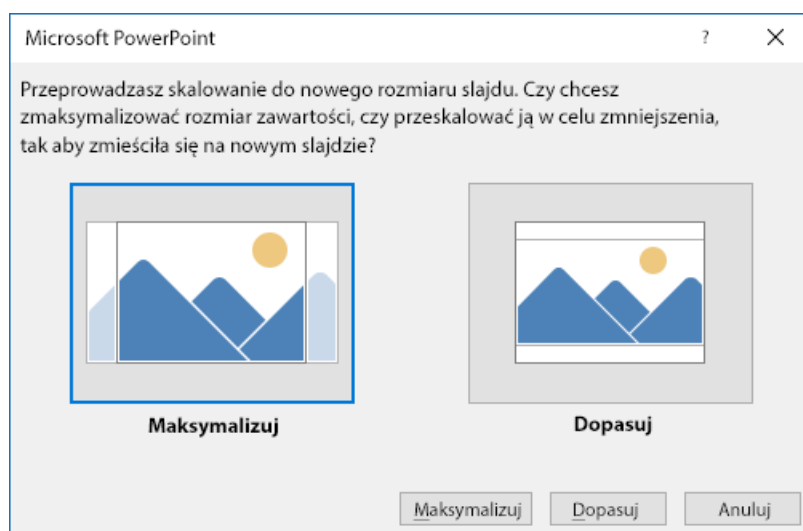 Microsoft PowerPoint ?
Przeprowadzasz skalowanie do nowego rozmiaru slajdu. Czy chcesz
zmaksymalizować rozmiar zawartości, czy przeskalować ją w celu zmniejszenia,
tak aby zmieściła się na nowym slajdzie?
Maksymalizuj Dopasuj
Maksymalizuj Dopasuj Anuluj